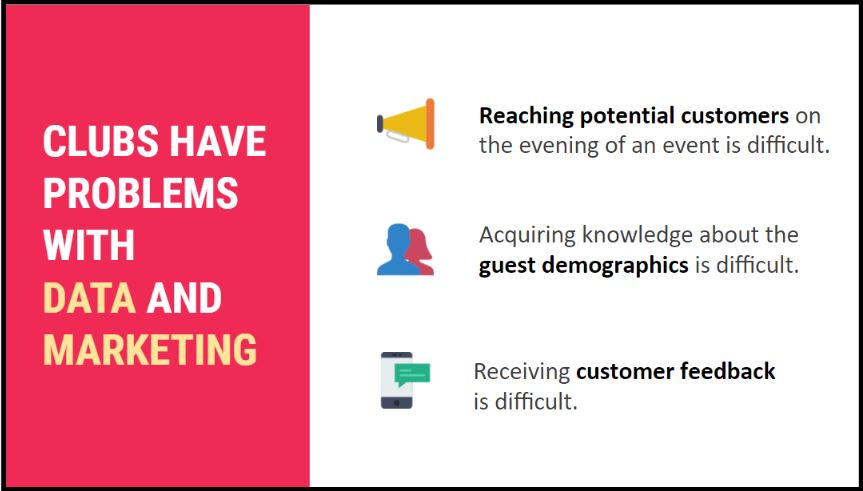 CLUBS HAVE
PROBLEMS
WITH
DATA AND
MARKETING
Reaching potential customers on
the evening of an event is difficult.
Acquiring knowledge about the
guest demographics is difficult.
Receiving customer feedback
is difficult.